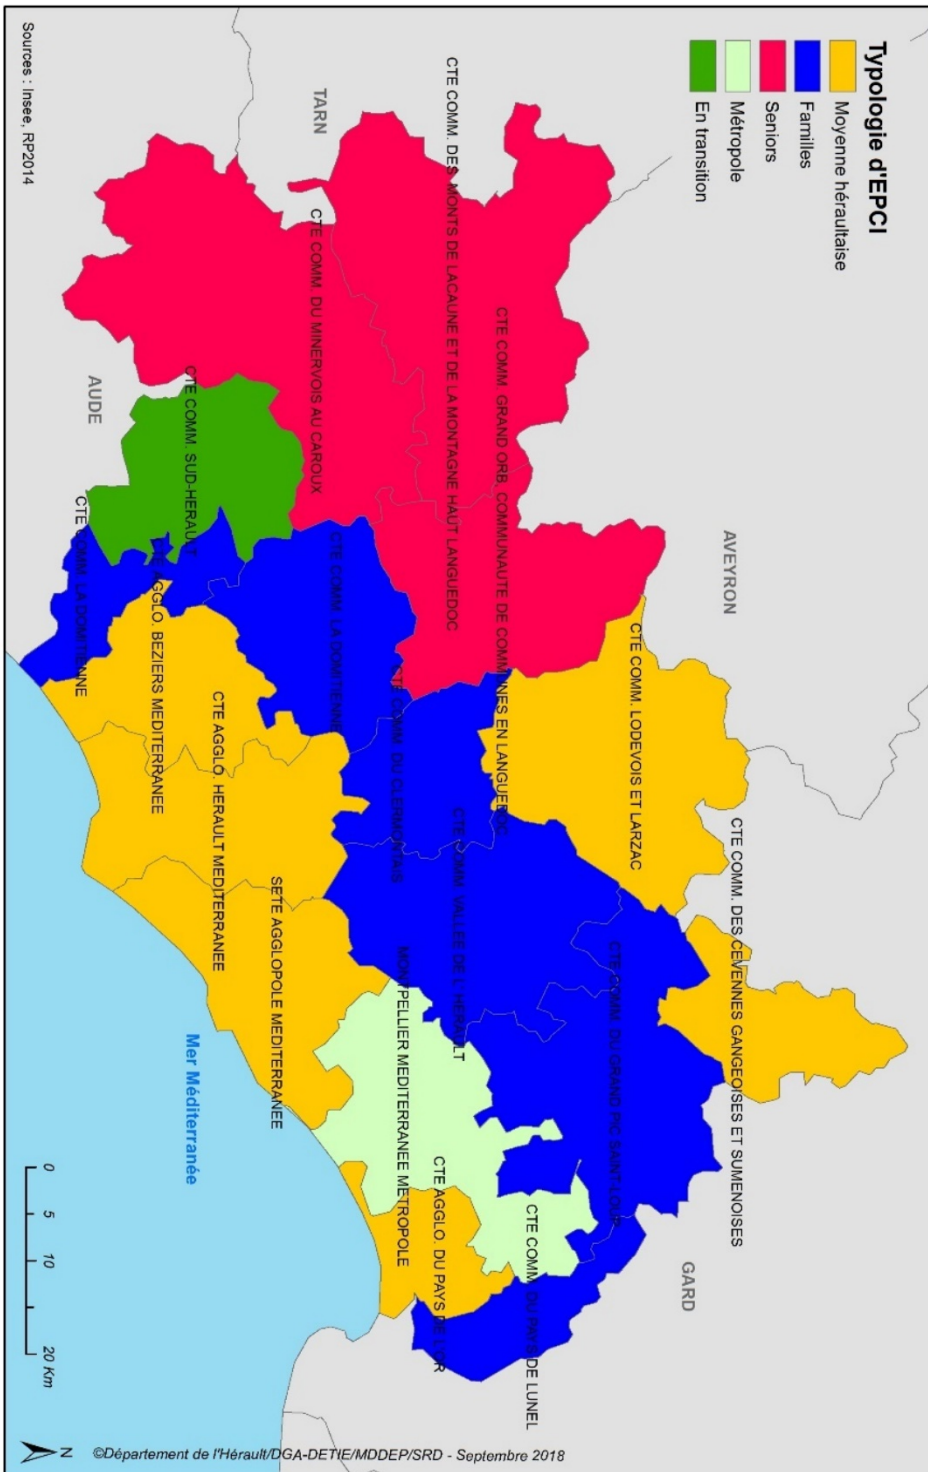 Typologie d'EPCI
Moyenne héraultaise
Familles
Seniors
Métropole
En transition
AVEYRON
GARD
TARN
AUDE
CTE COMM. DES CEVENNES GANGEOISES ET SUMENOISES
CTE COMM. LODEVOIS ET LARZAC
CTE COMM. DU GRAND PIC SAINT-LOUP
CTE COMM. GRAND ORB, COMMUNAUTE DE COMMUNES EN LANGUEDOC
CTE COMM. DU PAYS DE LUNEL
CTE COMM. DES MONTS DE LACAUNE ET DE LA MONTAGNE HAUT LANGUEDOC
CTE COMM. VALLEE DE L' HERAULT
CTE AGGLO. DU PAYS DE L'OR
CTE COMM. DU CLERMONTAIS
MONTPELLIER MEDITERRANEE METROPOLE
CTE COMM. DU MINERVOIS AU CAROUX
CTE COMM. LA DOMITIENNE
SETE AGGLOPOLE MEDITERRANEE
CTE AGGLO. HERAULT MEDITERRANEE
CTE COMM. SUD-HERAULT
CTE AGGLO. BEZIERS MEDITERRANEE
CTE COMM. LA DOMITIENNE
Mer Méditerranée
0 5 10 20 Km
N
Sources : Insee, RP2014
©Département de l'Hérault/DGA-DETIE/MDDEP/SRD - Septembre 2018